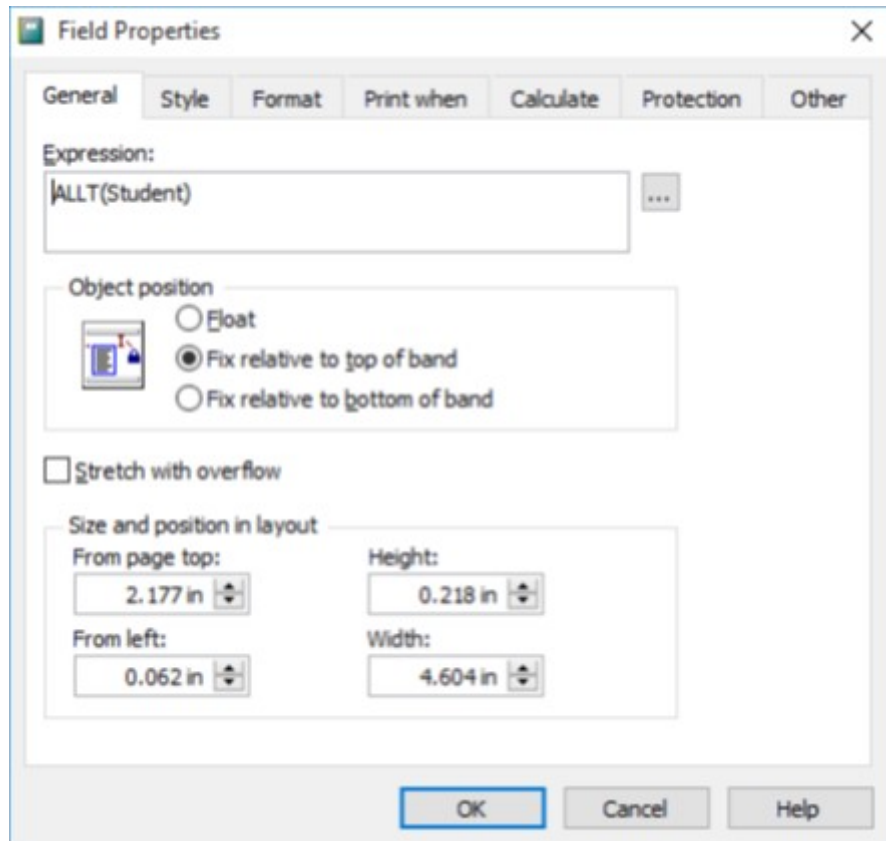 Field Properties
General Style Format Print when Calculate Protection Other
Expression:
ALLT(Student)
...
Object position
Float
Fix relative to top of band
Fix relative to bottom of band
Stretch with overflow
Size and position in layout
From page top: Height:
2.177 in 0.218 in
From left: Width:
0.062 in 4.604 in
OK Cancel Help